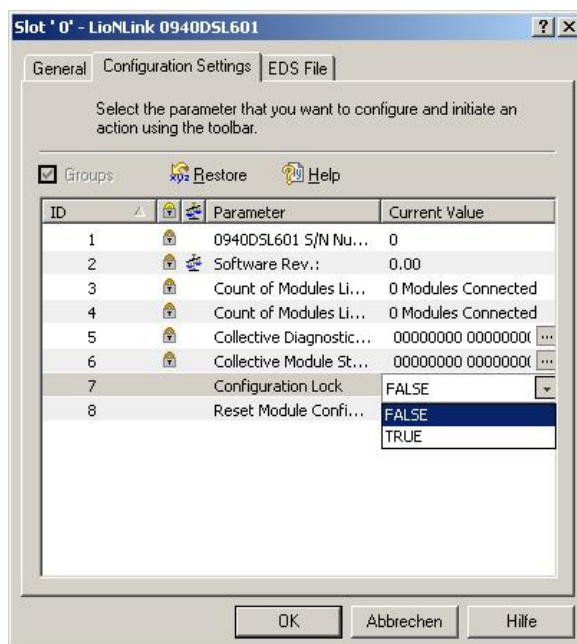 Slot ' 0' - LioNLink 0940DSL601
General Configuration Settings EDS File
Select the parameter that you want to configure and initiate an
action using the toolbar.
Groups Restore Help
ID Parameter Current Value
1 0940DSL601 S/N Nu... 0
2 Software Rev.: 0.00
3 Count of Modules Li... 0 Modules Connected
4 Count of Modules Li... 0 Modules Connected
5 Collective Diagnostic... 00000000 0000000( ...
6 Collective Module St... 00000000 0000000( ...
7 Configuration Lock FALSE
8 Reset Module Confi... FALSE
TRUE
OK Abbrechen Hilfe